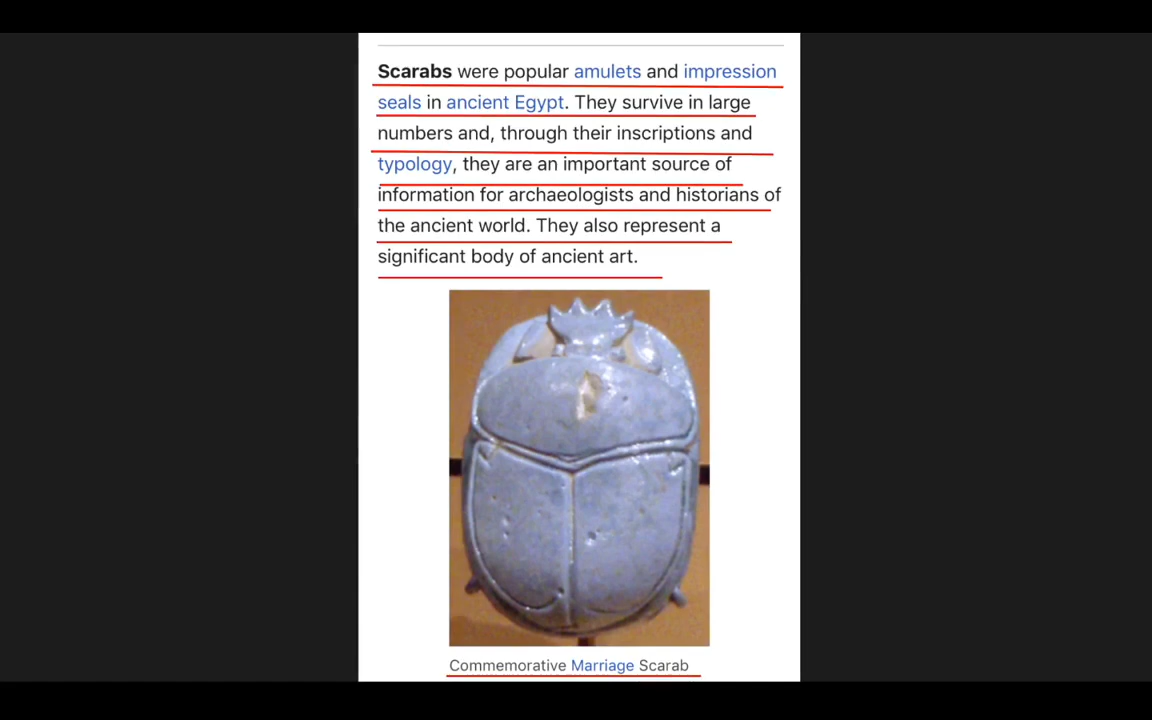 Scarabs were popular amulets and impression
seals in ancient Egypt. They survive in large
numbers and, through their inscriptions and
typology, they are an important source of
information for archaeologists and historians of
the ancient world. They also represent a
significant body of ancient art.
Commemorative Marriage Scarab